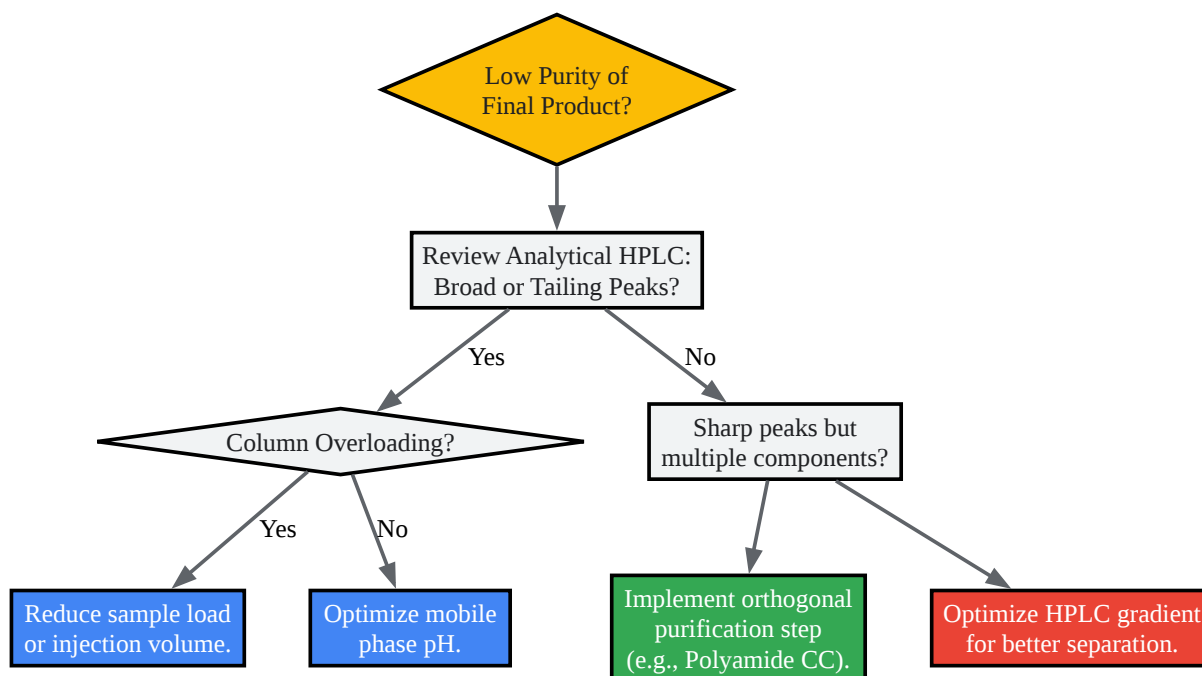 Low Purity of
Final Product?
Review Analytical HPLC:
Broad or Tailing Peaks?
Yes
No
Column Overloading?
Sharp peaks but
multiple components?
Yes
No
Reduce sample load
or injection volume.
Optimize mobile
phase pH.
Implement orthogonal
purification step
(e.g., Polyamide CC).
Optimize HPLC gradient
for better separation.